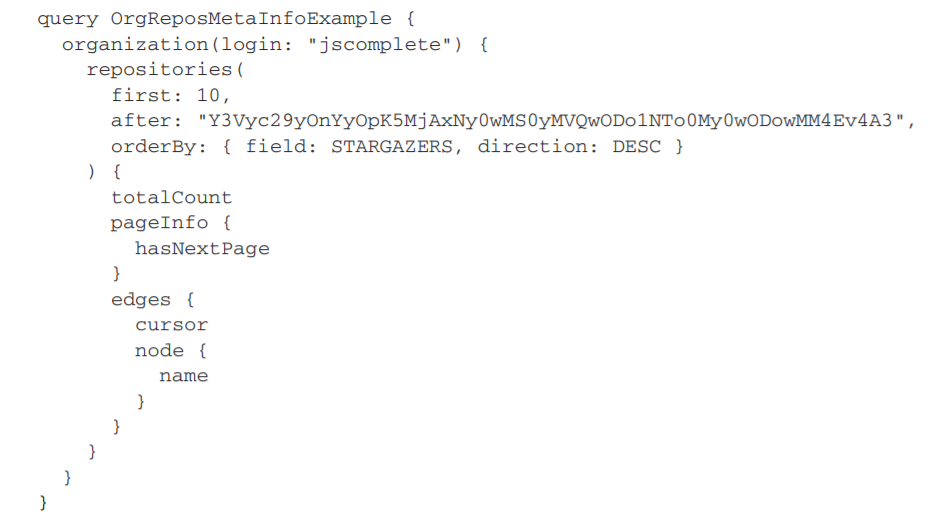 query OrgReposMetaInfoExample {
  organization(login: "jscomplete") {
    repositories(
      first: 10,
      after: "Y3Vyc29yOnYyOpK5MjAxNy0wMS0yMVQwODo1NTo0My0wODowMM4Ev4A3",
      orderBy: { field: STARGAZERS, direction: DESC }
    ) {
      totalCount
      pageInfo {
        hasNextPage
      }
      edges {
        cursor
        node {
          name
        }
      }
    }
  }
}